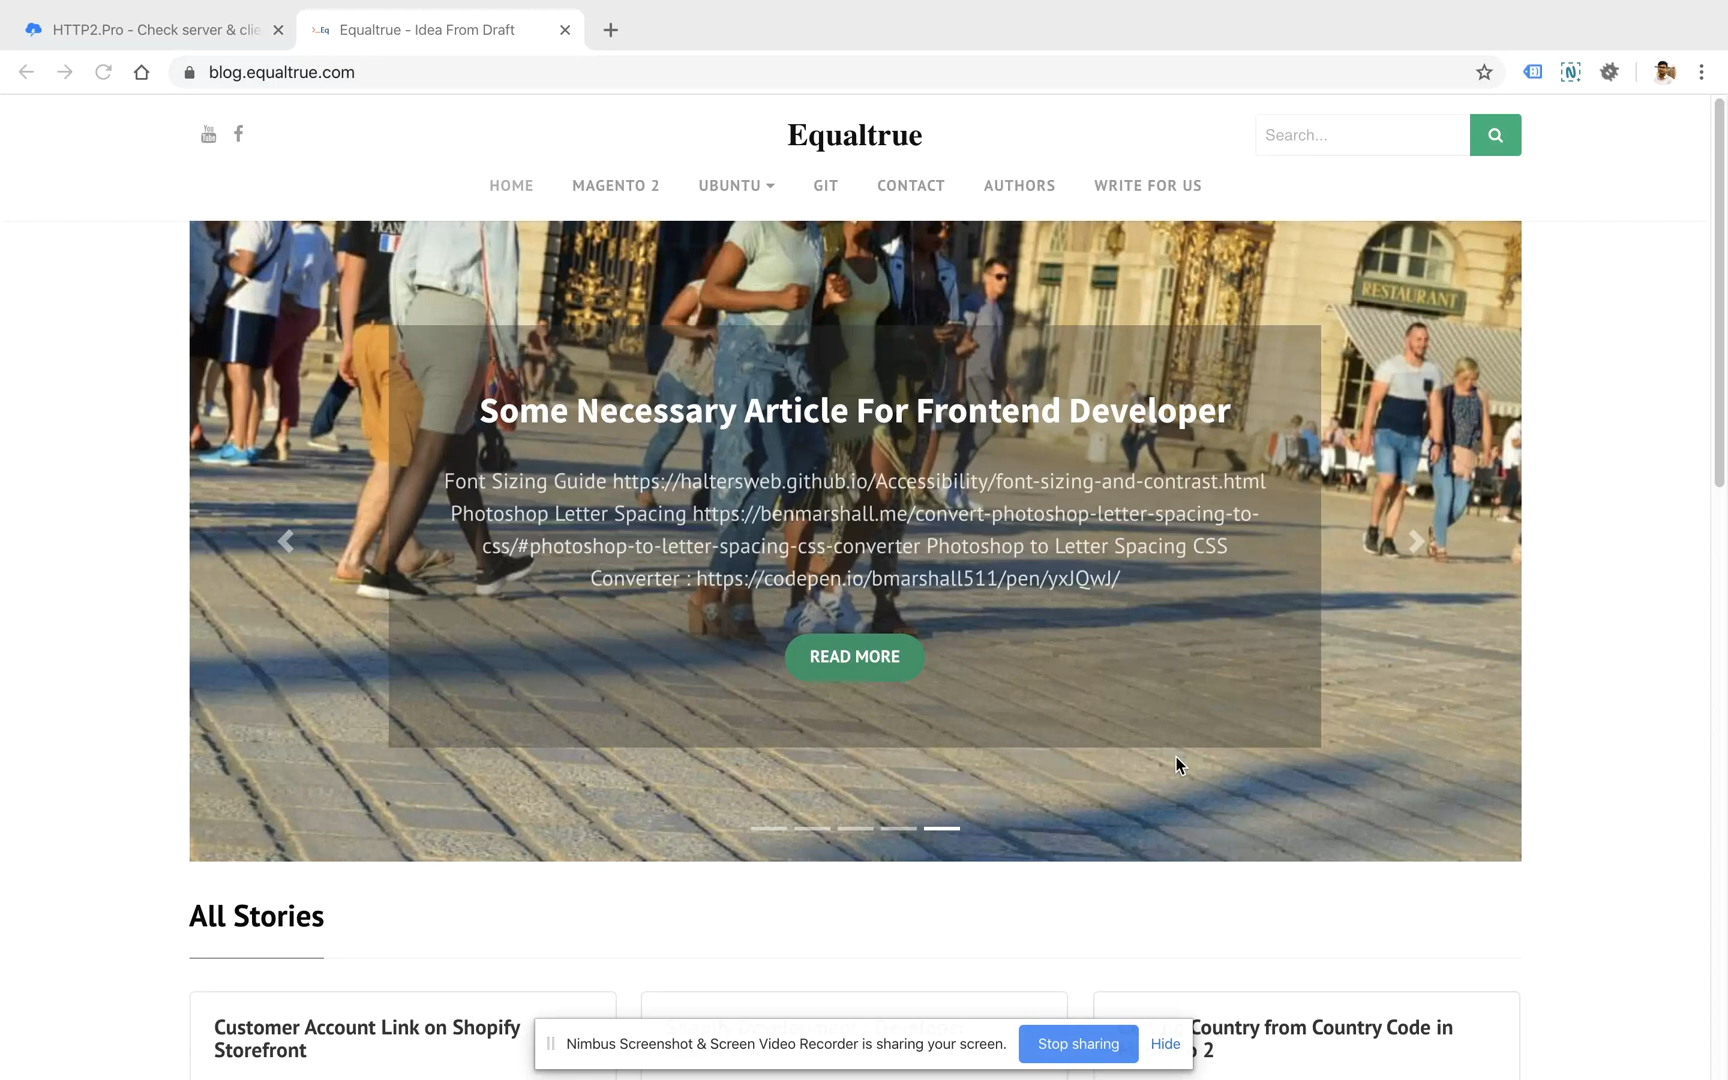 HTTP2.Pro - Check server & clie
Equaltrue - Idea From Draft
blog.equaltrue.com
You
Tube
Equaltrue
Search...
HOME
MAGENTO 2
UBUNTU
GIT
CONTACT
AUTHORS
WRITE FOR US
FRAN
RESTAURANT
Some Necessary Article For Frontend Developer
Font Sizing Guide https://haltersweb.github.io/Accessibility/font-sizing-and-contrast.html
Photoshop Letter Spacing https://benmarshall.me/convert-photoshop-letter-spacing-to-
css/#photoshop-to-letter-spacing-css-converter Photoshop to Letter Spacing CSS
Converter : https://codepen.io/bmarshall511/pen/yxJQwJ/
READ MORE
All Stories
Customer Account Link on Shopify
Storefront
Country from Country Code in
2
Nimbus Screenshot & Screen Video Recorder is sharing your screen.
Stop sharing
Hide